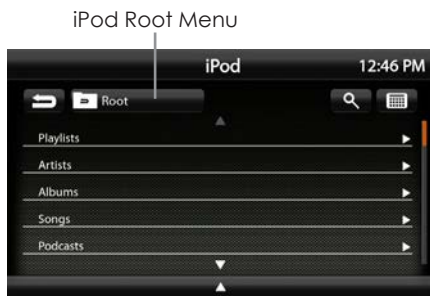 iPod Root Menu
iPod 12:46 PM
Root
Playlists
Artists
Albums
Songs
Podcasts